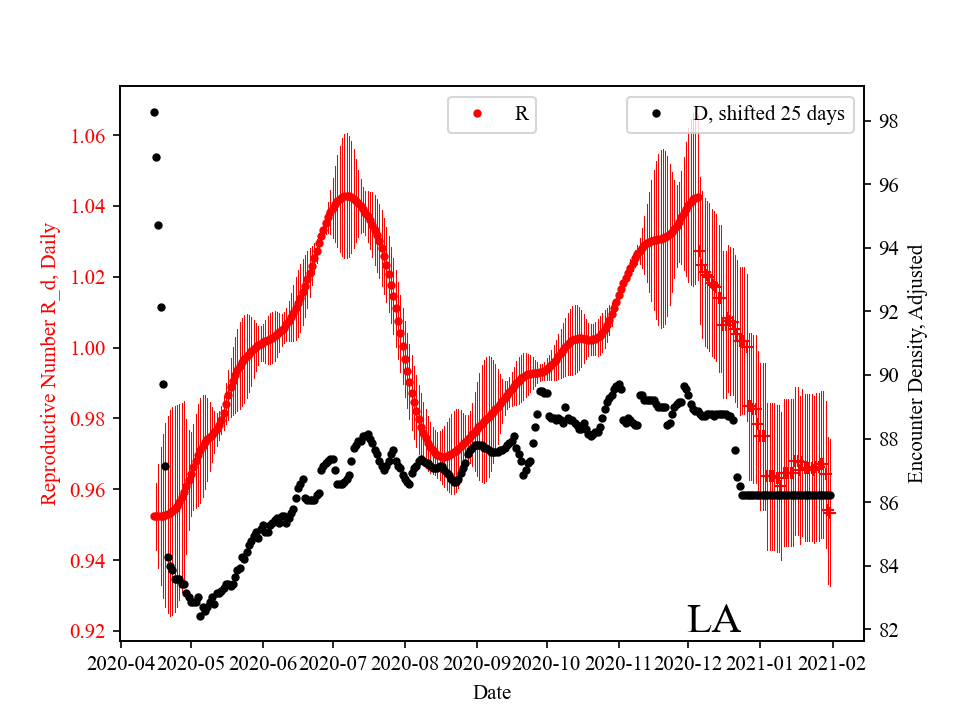 R
D, shifted 25 days
1.06
1.04
1.02
1.00
0.98
0.96
0.94
0.92
Reproductive Number R_d, Daily
98
96
94
92
90
88
86
84
82
Encounter Density, Adjusted
LA
2020-04 2020-05 2020-06 2020-07 2020-08 2020-09 2020-10 2020-11 2020-12 2021-01 2021-02
Date